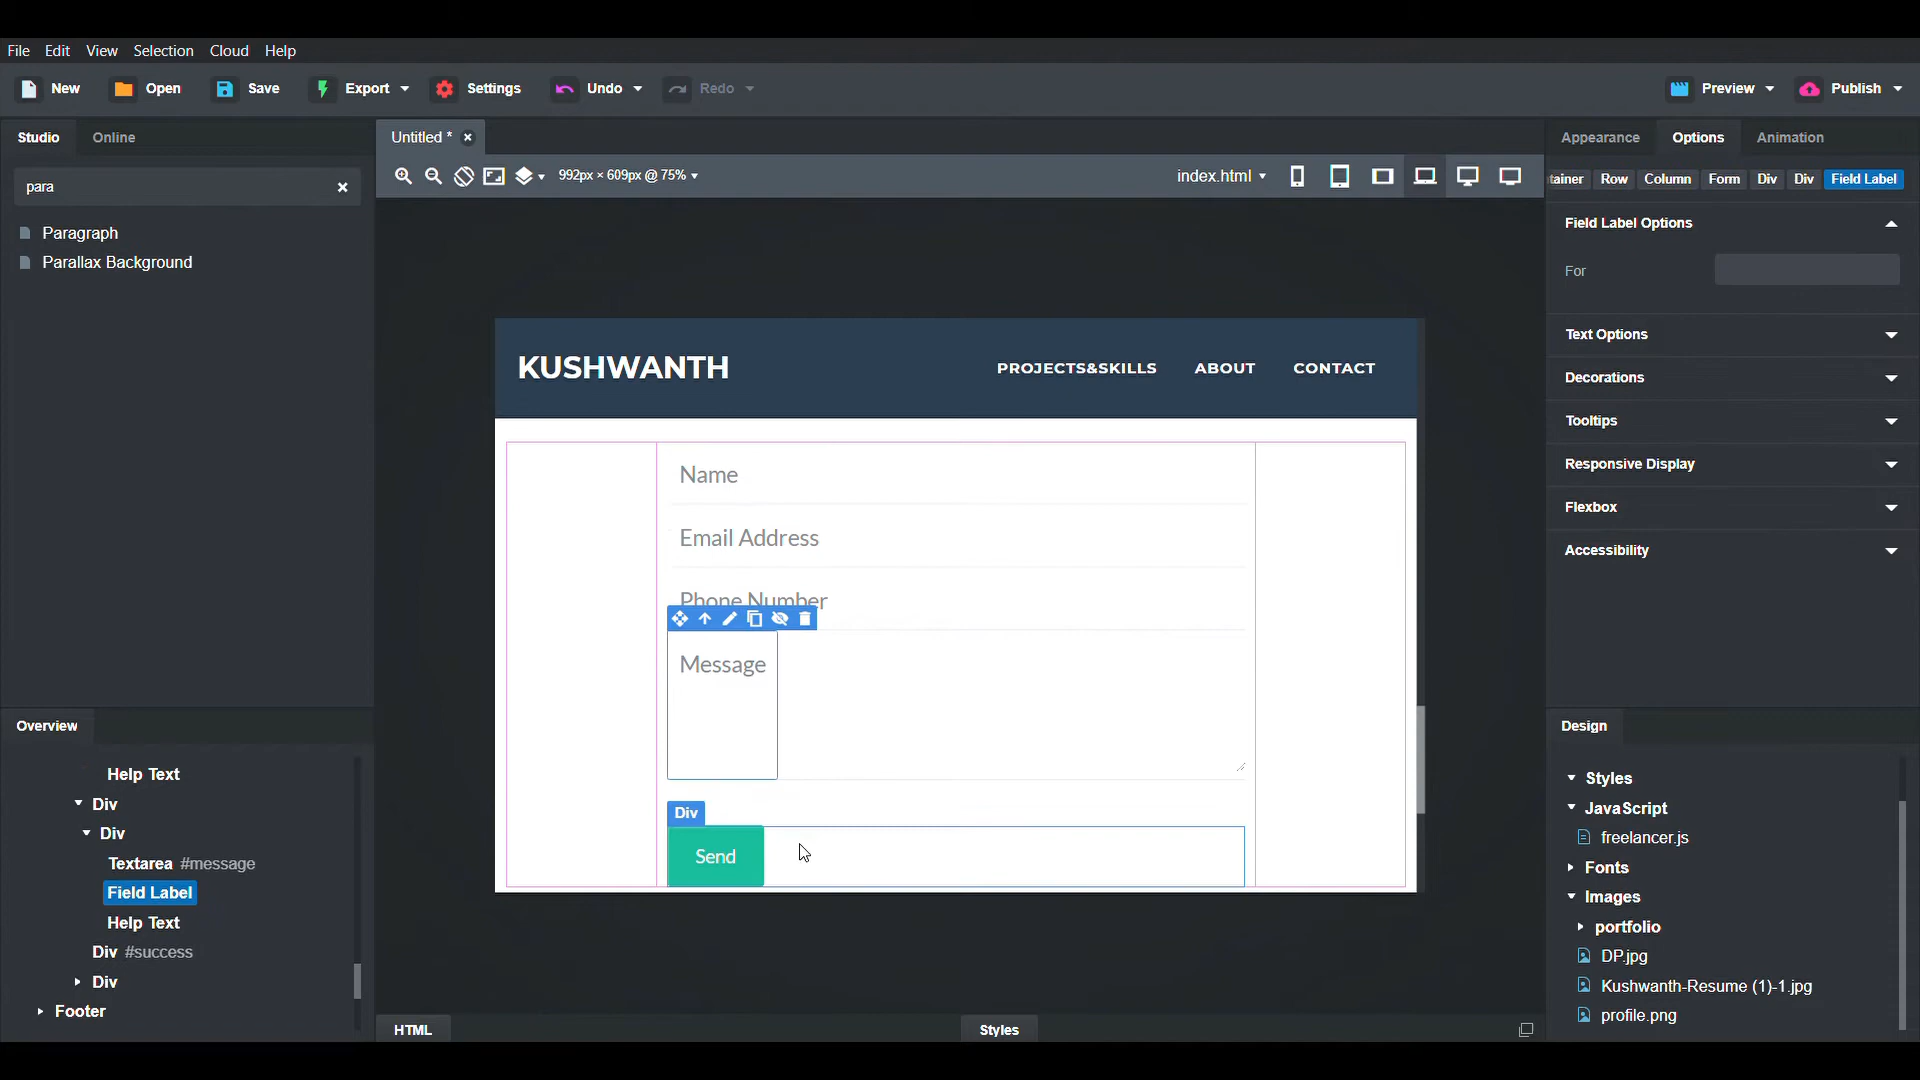 File Edit View Selection Cloud Help
New Open Save Export Settings Undo Redo Preview Publish
Studio Online
Untitled *
Appearance Options Animation
para
992px × 609px @ 75%
index.html
tainer Row Column Form Div Div Field Label
Paragraph
Parallax Background
Field Label Options
For
Text Options
Decorations
Tooltips
Responsive Display
Flexbox
Accessibility
KUSHWANTH
PROJECTS&SKILLS ABOUT CONTACT
Name
Email Address
Phone Number
Message
Div
Send
Overview
Help Text
Div
Div
Textarea #message
Field Label
Help Text
Div #success
Div
Footer
Design
Styles
JavaScript
freelancer.js
Fonts
Images
portfolio
DP.jpg
Kushwanth-Resume (1)-1.jpg
profile.png
HTML
Styles